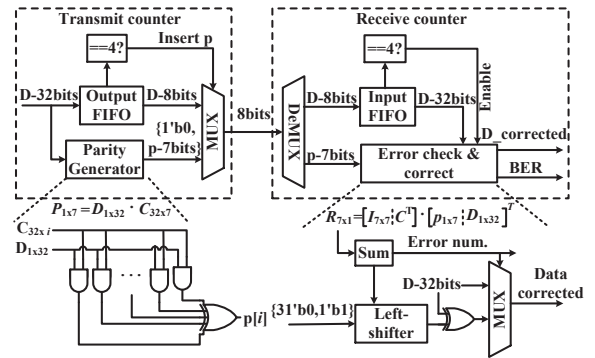 Transmit counter
Receive counter
==4?
Insert p
==4?
Enable
D-32bits
Output FIFO
D-8bits
{1'b0, p-7bits}
MUX
8bits
DeMUX
D-8bits
Input FIFO
D-32bits
Parity Generator
p-7bits
Error check & correct
D_corrected
BER
P1x7 =D1x32 · C32x7
R7x1=[I7x7¦CT]·[p1x7¦D1x32]T
C32x i
D1x32
...
p[i]
Sum
Error num.
D-32bits
{31'b0,1'b1}
Left-shifter
MUX
Data corrected